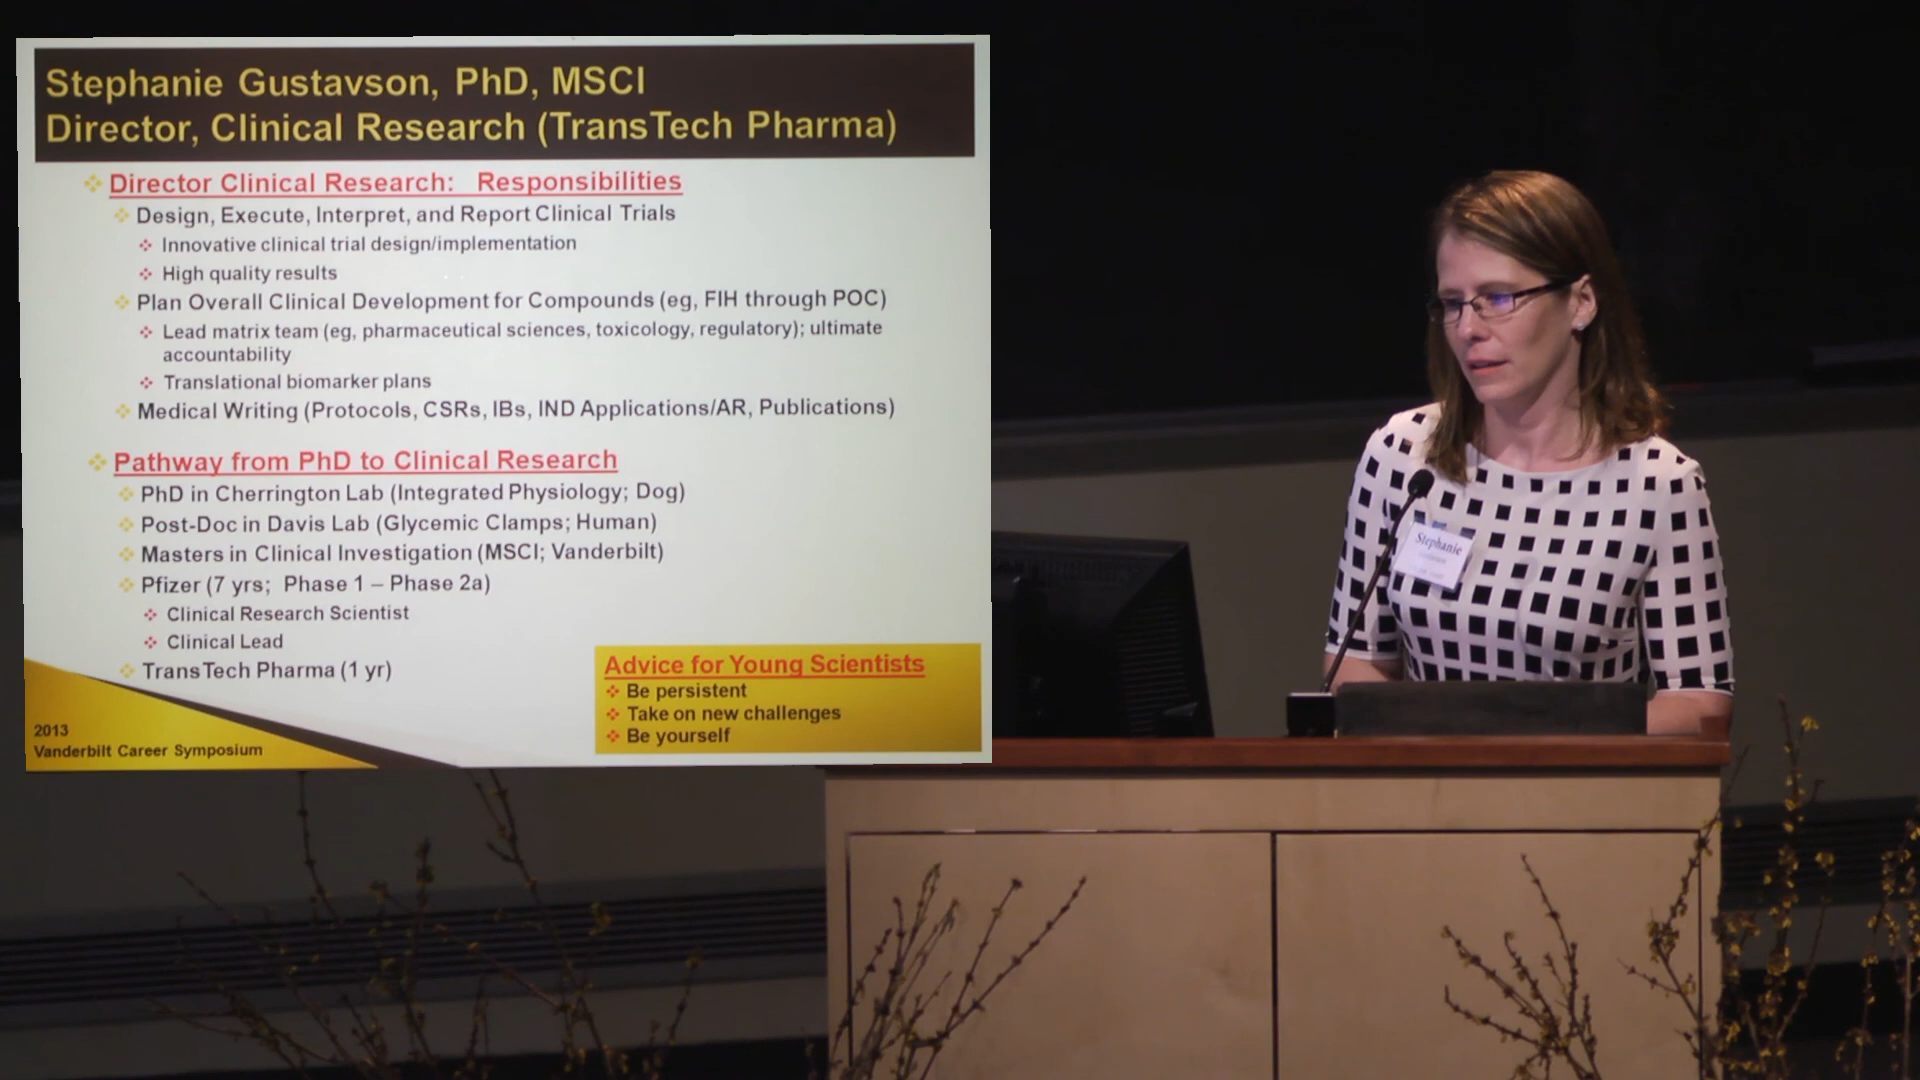 Stephanie Gustavson, PhD, MSCI
Director, Clinical Research (TransTech Pharma)
Director Clinical Research: Responsibilities
Design, Execute, Interpret, and Report Clinical Trials
Innovative clinical trial design/implementation
High quality results
Plan Overall Clinical Development for Compounds (eg, FIH through POC)
Lead matrix team (eg, pharmaceutical sciences, toxicology, regulatory); ultimate
accountability
Translational biomarker plans
Medical Writing (Protocols, CSRs, IBs, IND Applications/AR, Publications)
Pathway from PhD to Clinical Research
PhD in Cherrington Lab (Integrated Physiology; Dog)
Post-Doc in Davis Lab (Glycemic Clamps; Human)
Masters in Clinical Investigation (MSCI; Vanderbilt)
Pfizer (7 yrs; Phase 1 – Phase 2a)
Clinical Research Scientist
Clinical Lead
TransTech Pharma (1 yr)
Advice for Young Scientists
Be persistent
Take on new challenges
Be yourself
2013
Vanderbilt Career Symposium
Stephanie